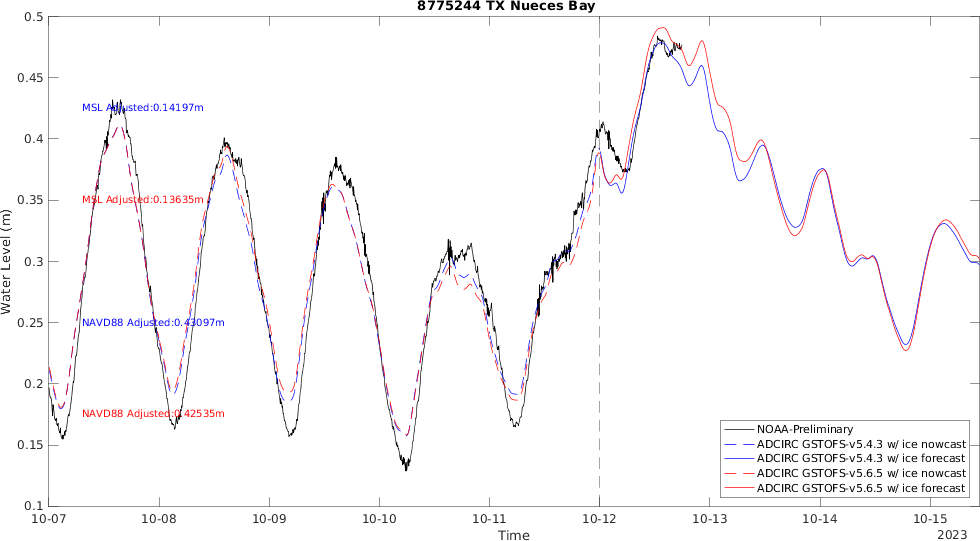 8775244 TX Nueces Bay
0.5
0.45
0.4
0.35
0.3
0.25
0.2
0.15
0.1
Water Level (m)
MSL Adjusted:0.14197m
MSL Adjusted:0.13635m
NAVD88 Adjusted:0.43097m
NAVD88 Adjusted:0.42535m
NOAA-Preliminary
ADCIRC GSTOFS-v5.4.3 w/ ice nowcast
ADCIRC GSTOFS-v5.4.3 w/ ice forecast
ADCIRC GSTOFS-v5.6.5 w/ ice nowcast
ADCIRC GSTOFS-v5.6.5 w/ ice forecast
10-07 10-08 10-09 10-10 10-11 10-12 10-13 10-14 10-15
Time
2023